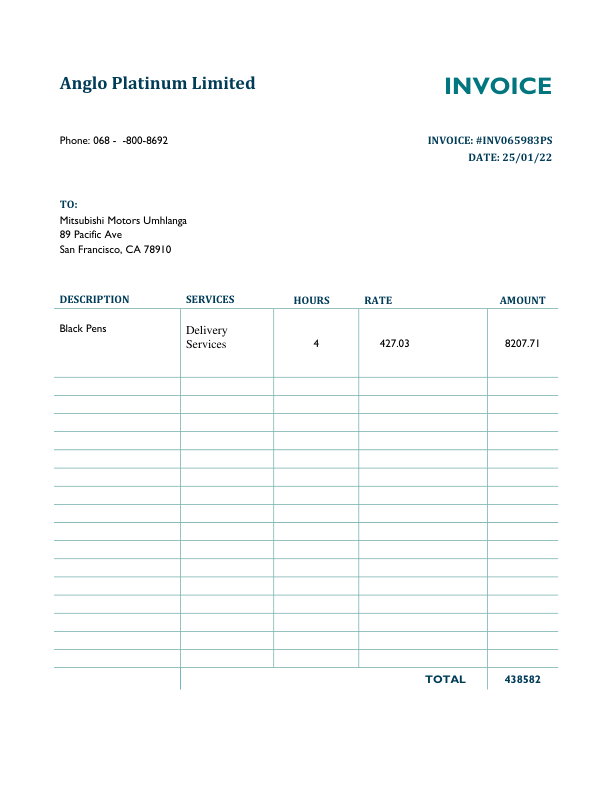 Anglo Platinum Limited
INVOICE
Phone: 068 -  -800-8692
INVOICE: #INV065983PS
DATE: 25/01/22
TO:
Mitsubishi Motors Umhlanga
89 Pacific Ave
San Francisco, CA 78910
DESCRIPTION SERVICES HOURS RATE AMOUNT
Black Pens
Delivery
Services
4 427.03 8207.71
TOTAL 438582